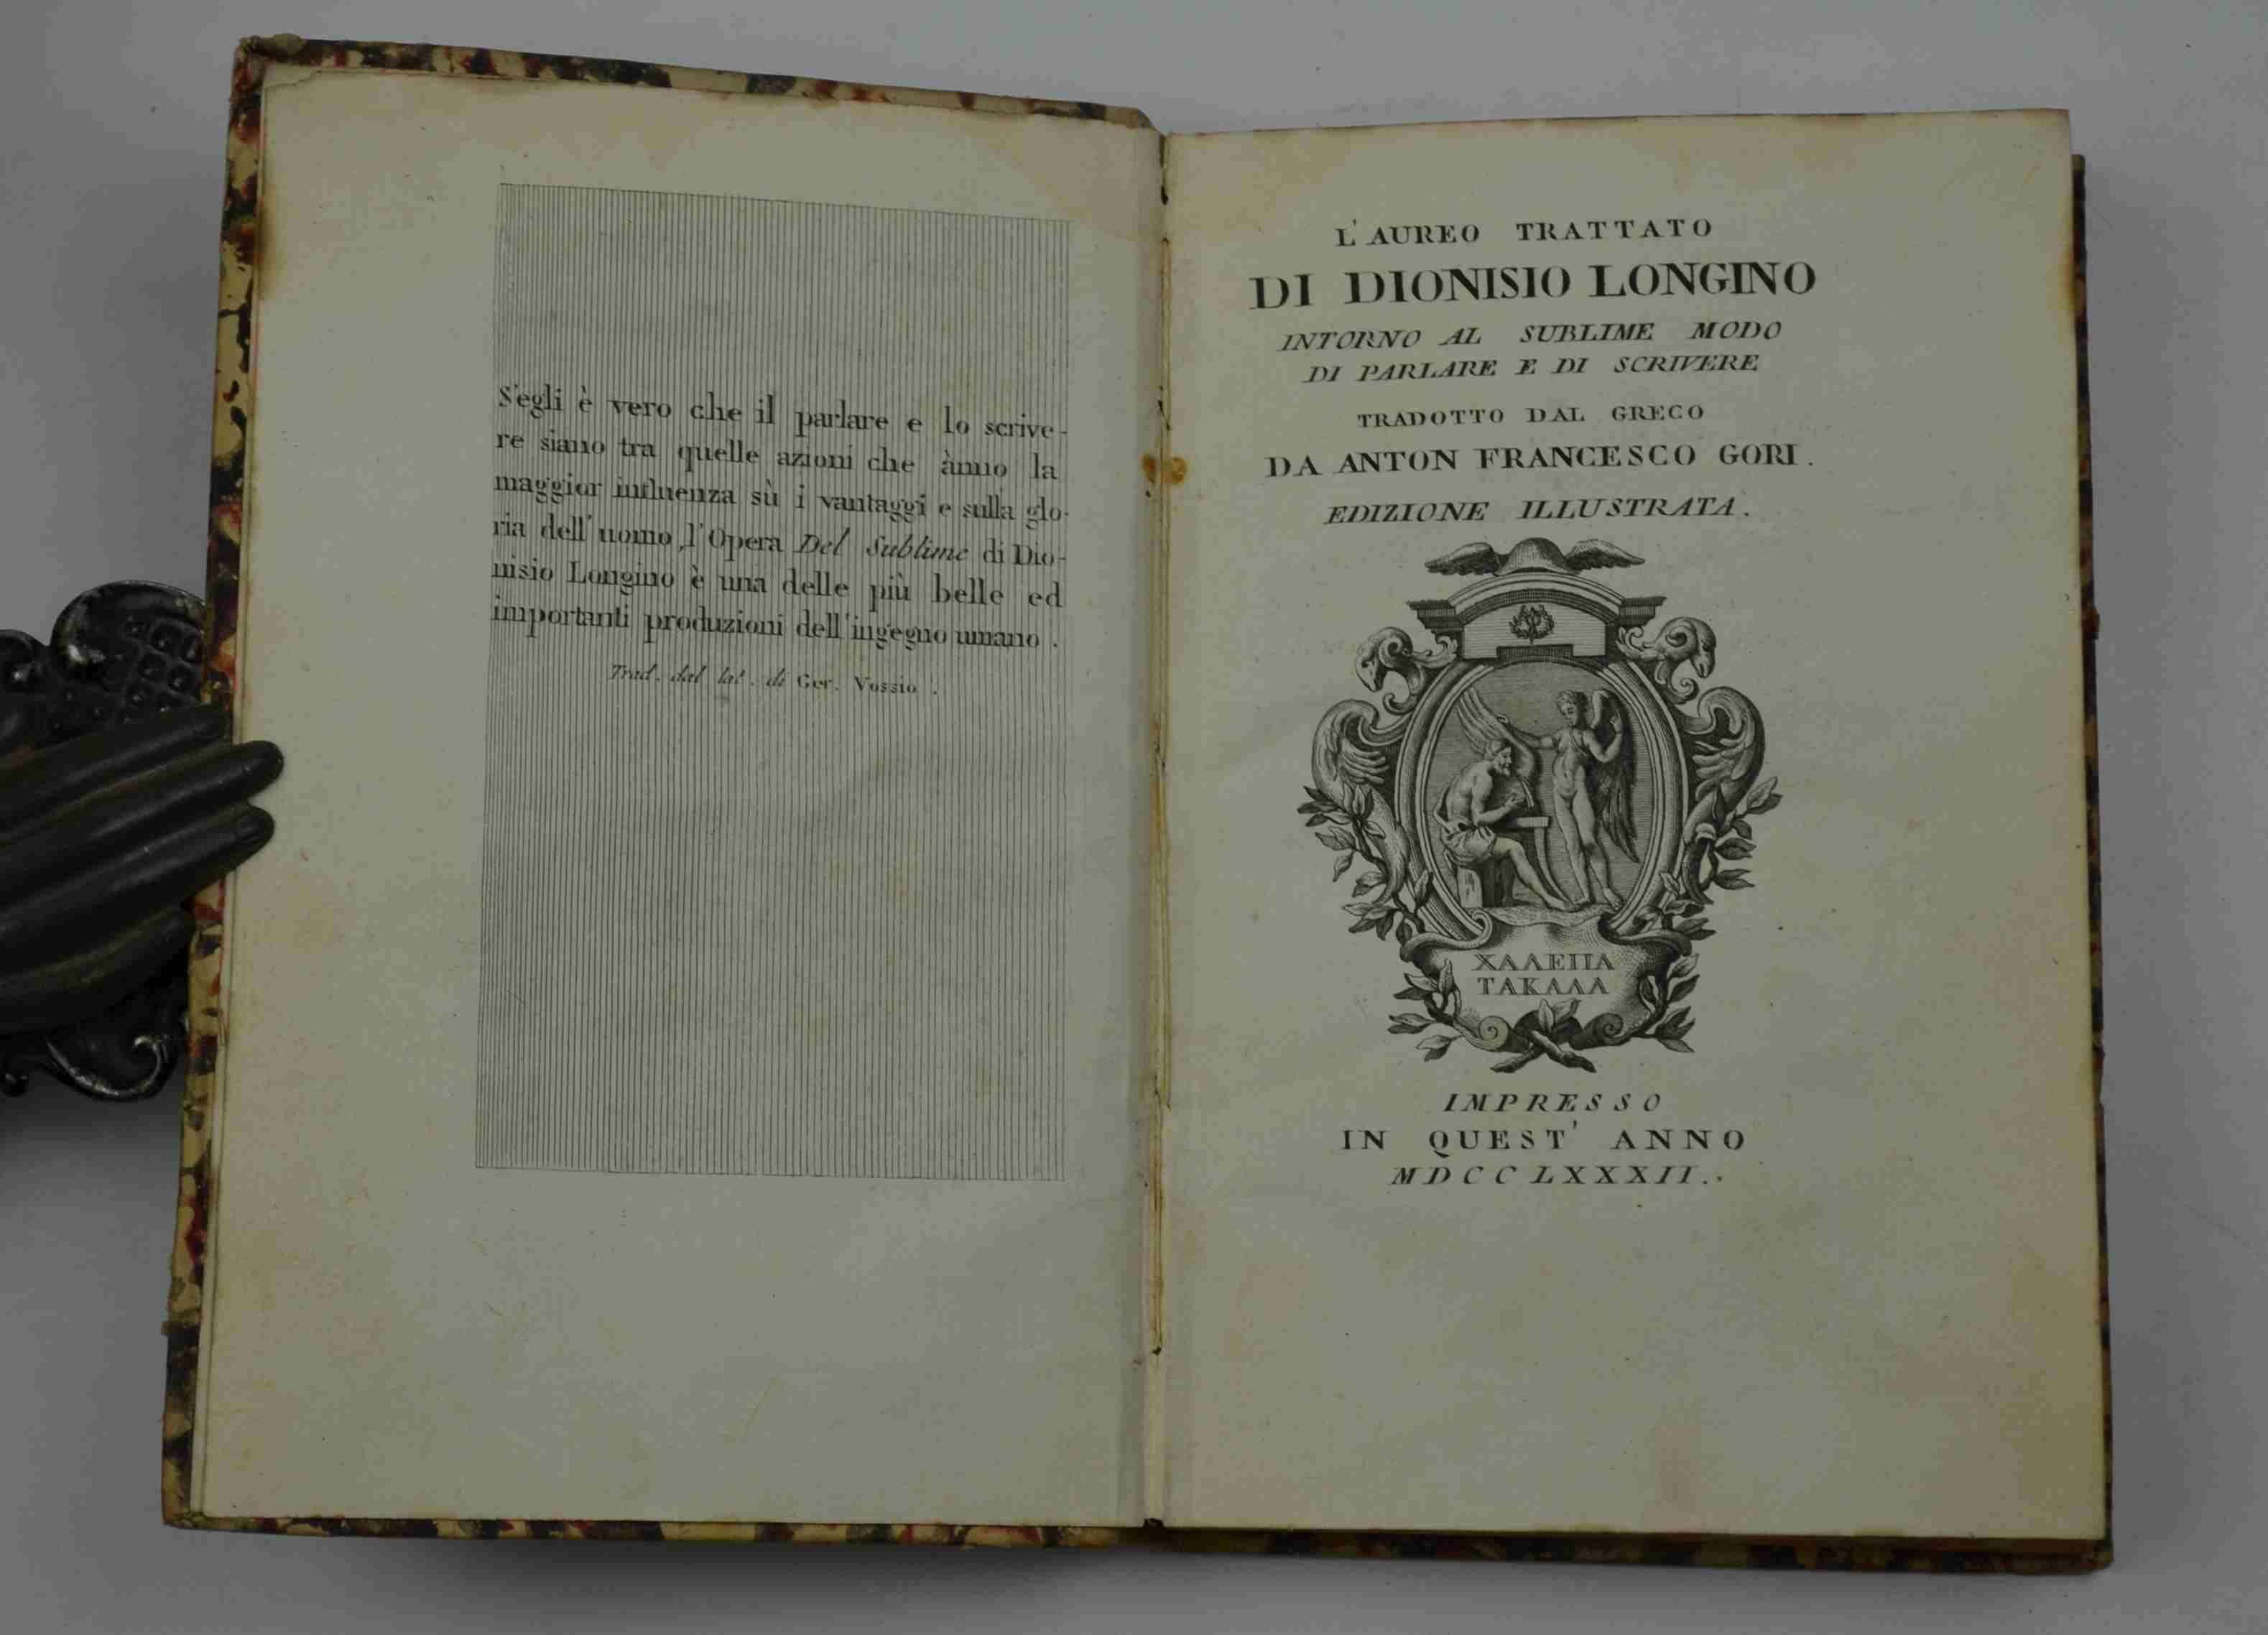 S'egli è vero che il parlare e lo scrive-
re siano tra quelle azioni che ànno la
maggior influenza sù i vantaggi e sulla glo-
ria dell'uomo, l'Opera Del Sublime di Dio-
nisio Longino è una delle più belle ed
importanti produzioni dell'ingegno umano.
Trad. dal lat. di Ger. Vossio.
L'AUREO TRATTATO
DI DIONISIO LONGINO
INTORNO AL SUBLIME MODO
DI PARLARE E DI SCRIVERE
TRADOTTO DAL GRECO
DA ANTON FRANCESCO GORI.
EDIZIONE ILLUSTRATA.
ΧΑΛΕΠΑ
ΤΑΚΑΛΑ
IMPRESSO
IN QUEST' ANNO
MDCCLXXXII.